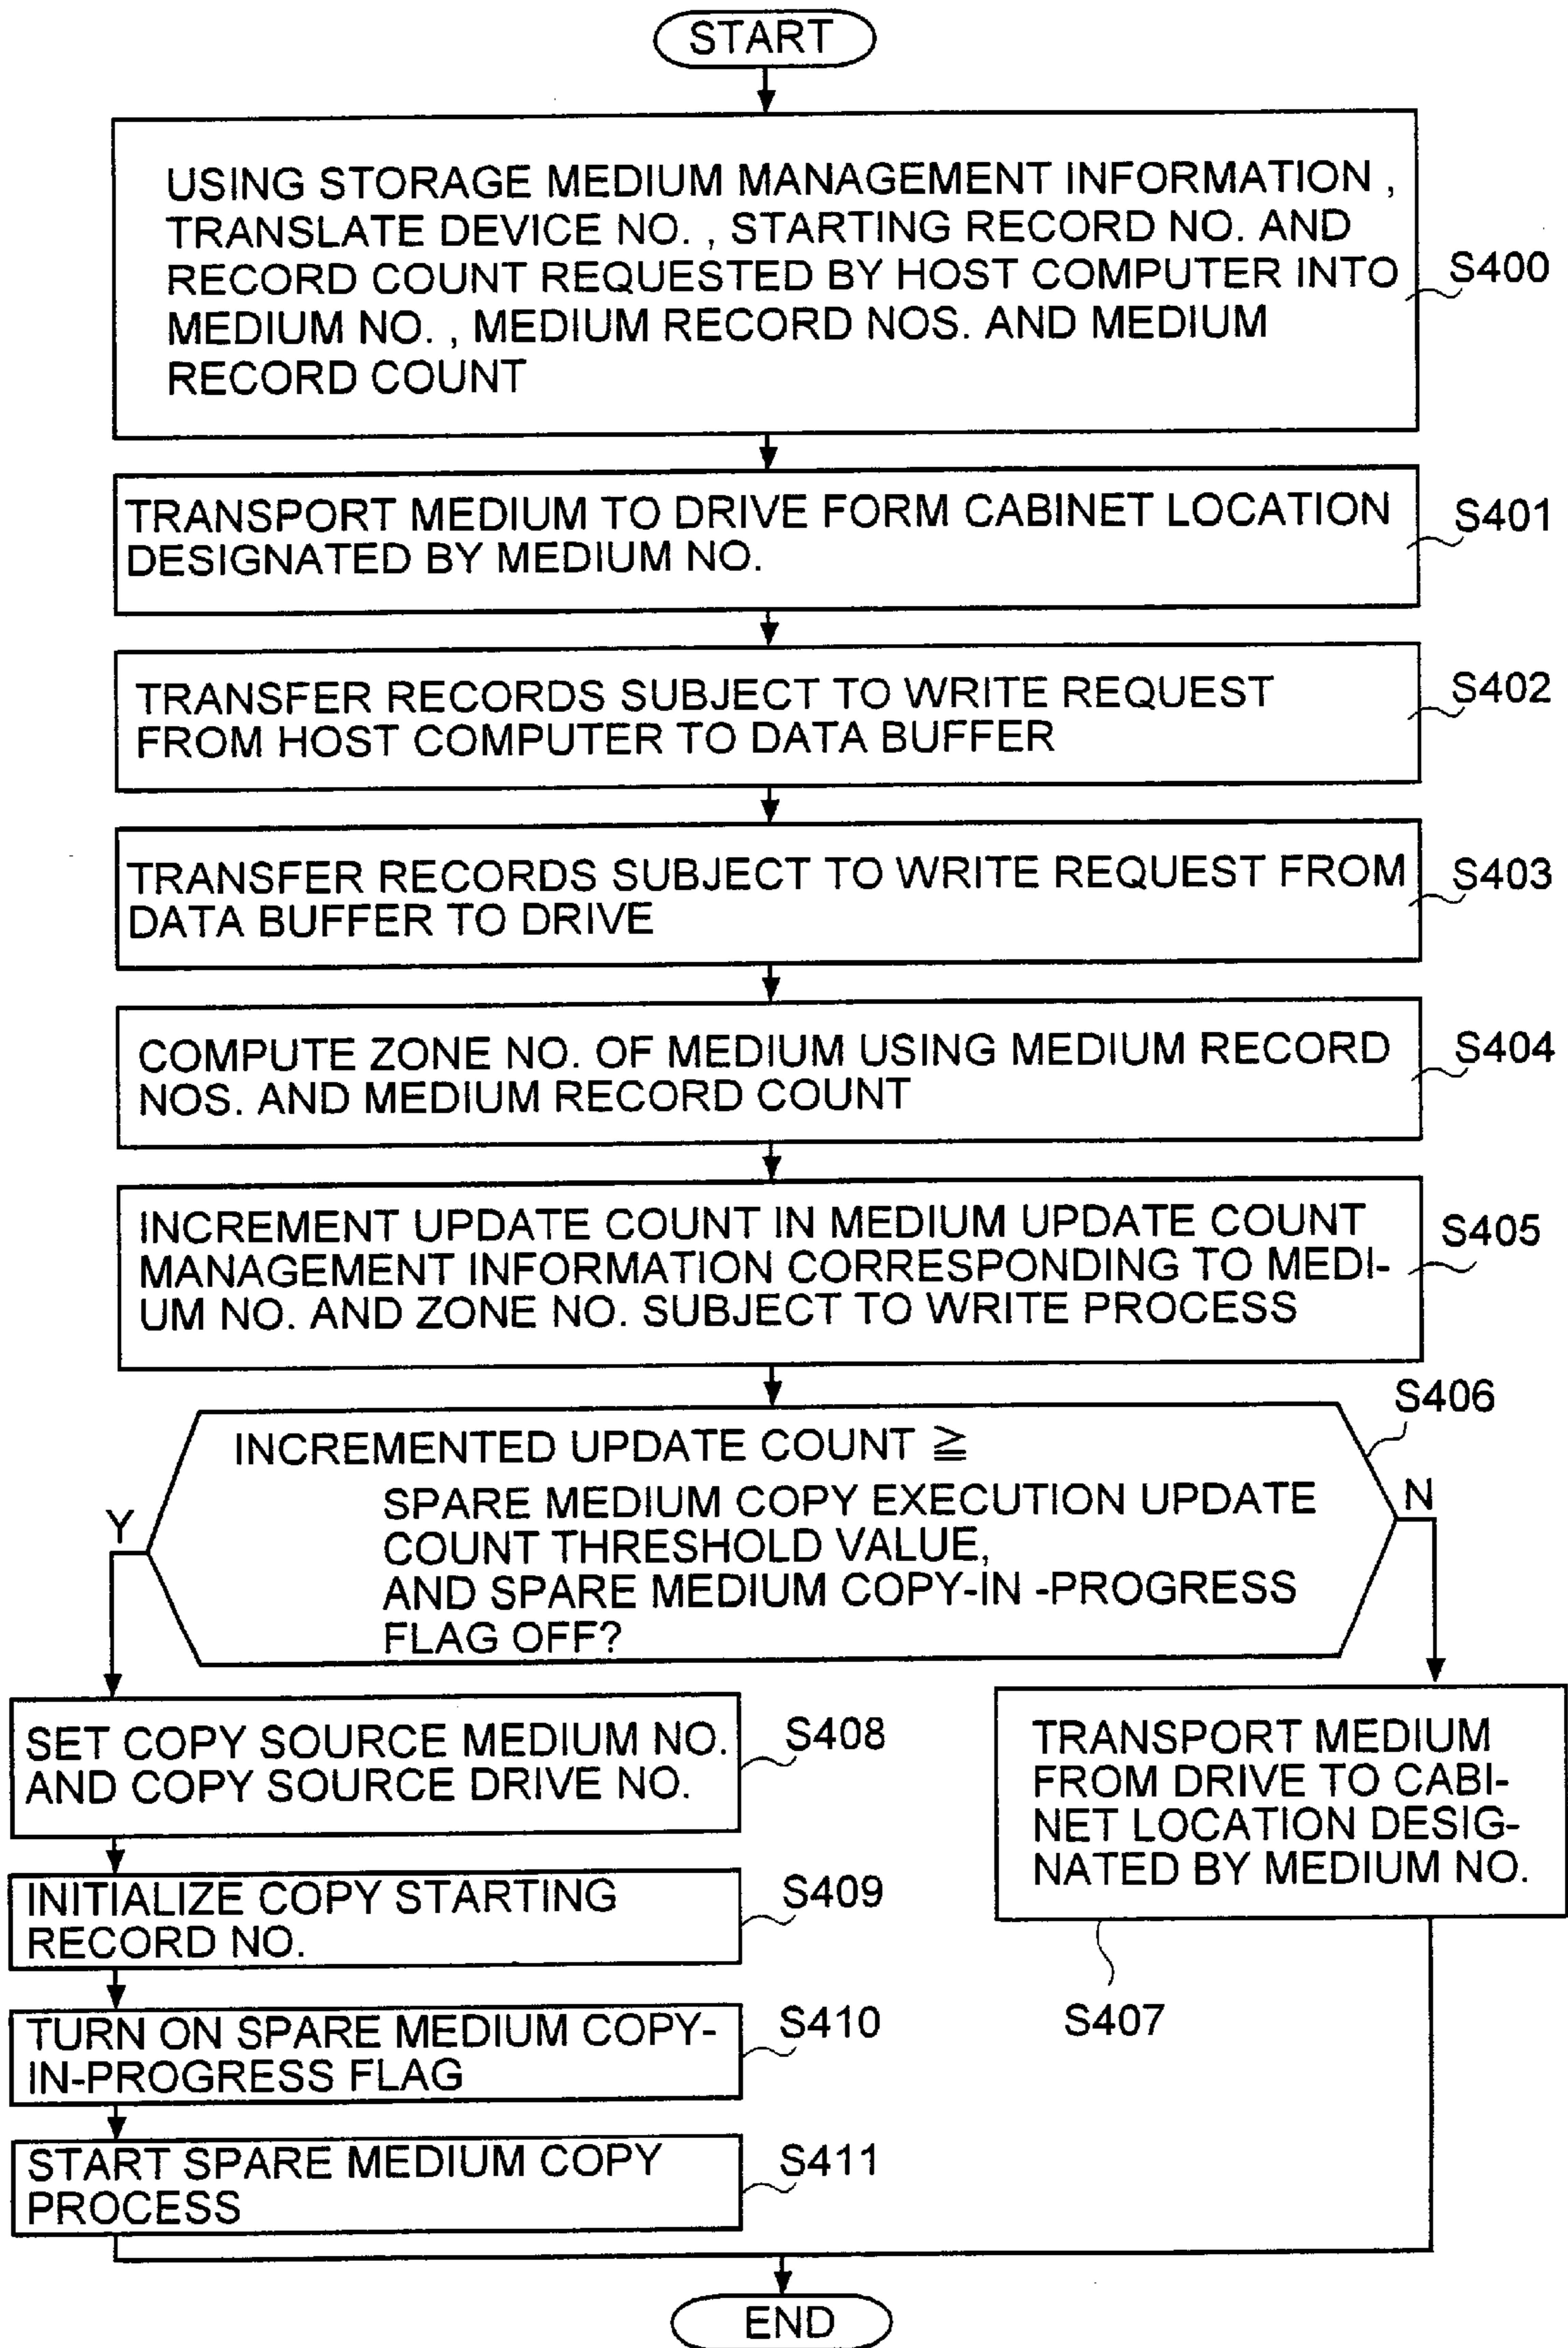 START
USING STORAGE MEDIUM MANAGEMENT INFORMATION ,
TRANSLATE DEVICE NO. , STARTING RECORD NO. AND
RECORD COUNT REQUESTED BY HOST COMPUTER INTO
MEDIUM NO. , MEDIUM RECORD NOS. AND MEDIUM
RECORD COUNT
S400
TRANSPORT MEDIUM TO DRIVE FORM CABINET LOCATION
DESIGNATED BY MEDIUM NO.
S401
TRANSFER RECORDS SUBJECT TO WRITE REQUEST
FROM HOST COMPUTER TO DATA BUFFER
S402
TRANSFER RECORDS SUBJECT TO WRITE REQUEST FROM
DATA BUFFER TO DRIVE
S403
COMPUTE ZONE NO. OF MEDIUM USING MEDIUM RECORD
NOS. AND MEDIUM RECORD COUNT
S404
INCREMENT UPDATE COUNT IN MEDIUM UPDATE COUNT
MANAGEMENT INFORMATION CORRESPONDING TO MEDI-
UM NO. AND ZONE NO. SUBJECT TO WRITE PROCESS
S405
INCREMENTED UPDATE COUNT ≧
SPARE MEDIUM COPY EXECUTION UPDATE
COUNT THRESHOLD VALUE,
AND SPARE MEDIUM COPY-IN -PROGRESS
FLAG OFF?
S406
Y
N
SET COPY SOURCE MEDIUM NO.
AND COPY SOURCE DRIVE NO.
S408
INITIALIZE COPY STARTING
RECORD NO.
S409
TURN ON SPARE MEDIUM COPY-
IN-PROGRESS FLAG
S410
START SPARE MEDIUM COPY
PROCESS
S411
TRANSPORT MEDIUM
FROM DRIVE TO CABI-
NET LOCATION DESIG-
NATED BY MEDIUM NO.
S407
END